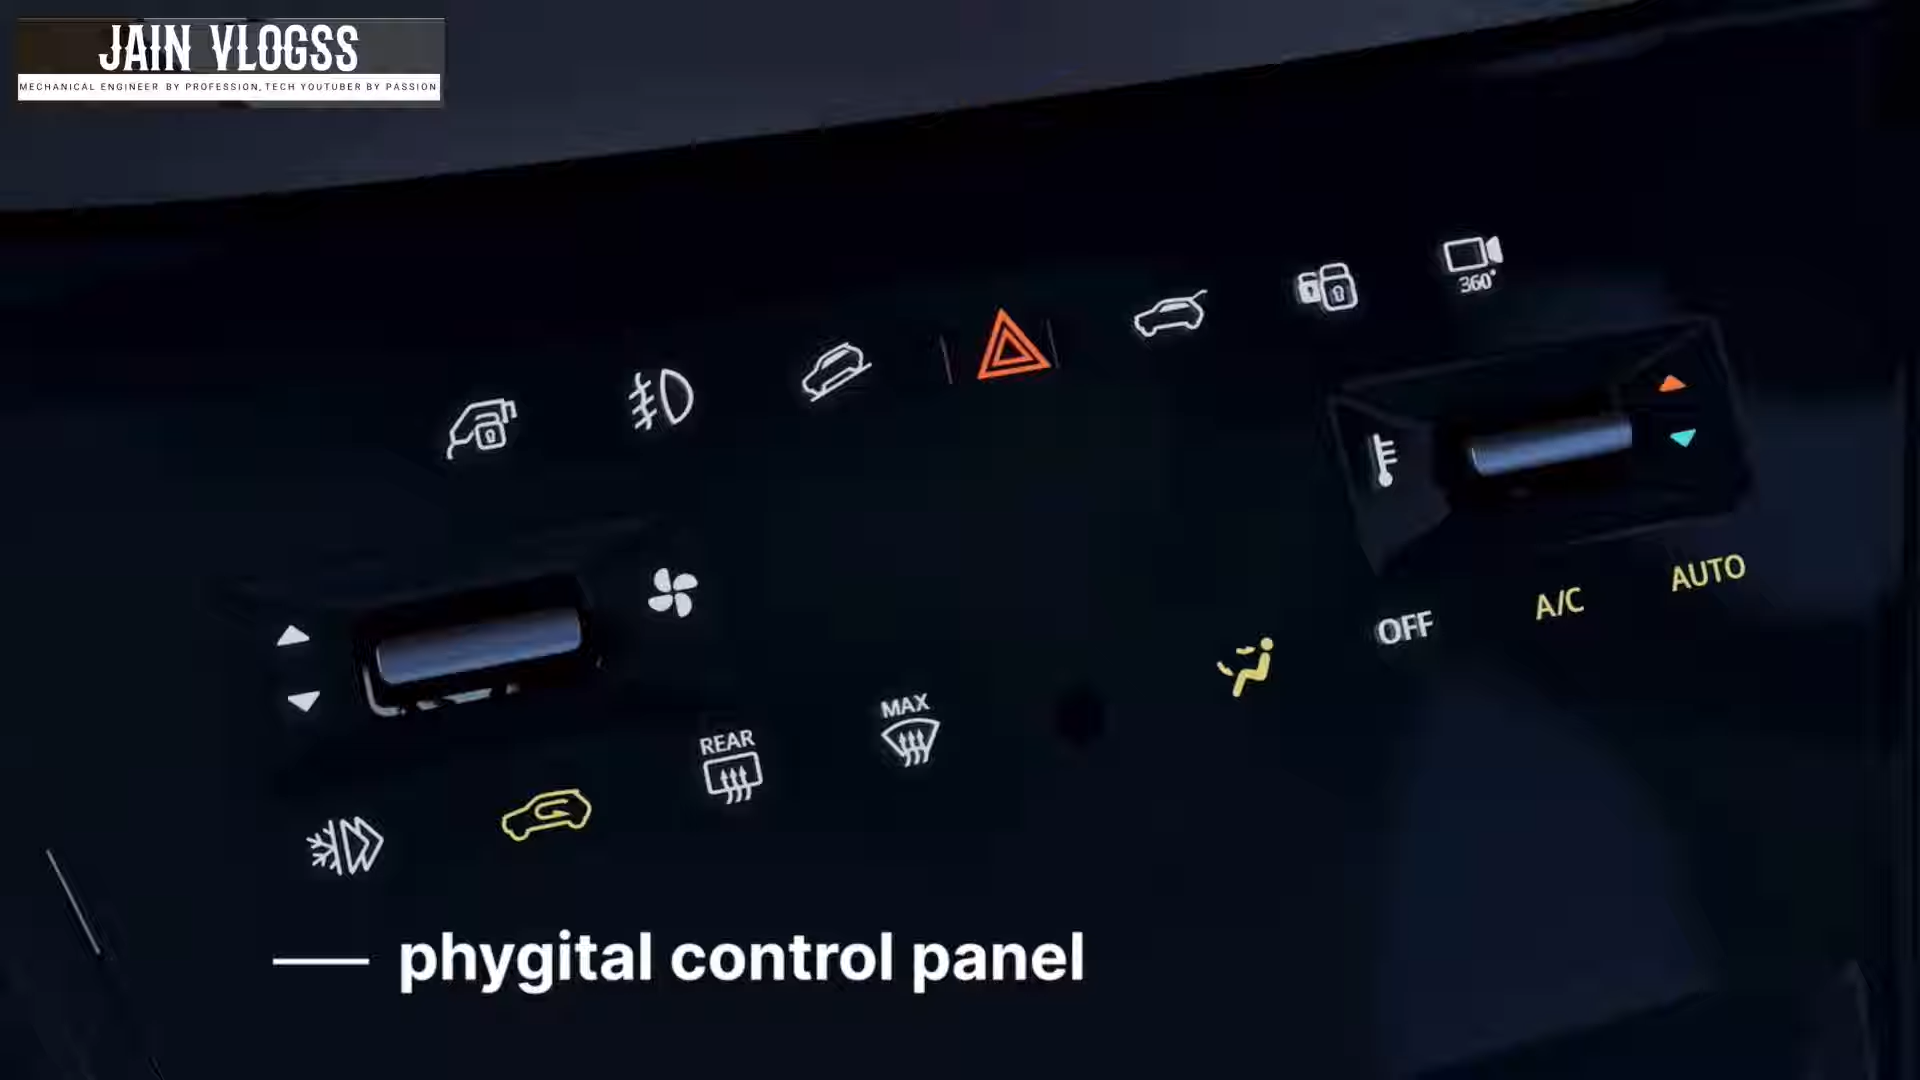 JAIN VLOGSS
MECHANICAL ENGINEER BY PROFESSION, TECH YOUTUBER BY PASSION
360°
AUTO
A/C
OFF
MAX
REAR
phygital control panel